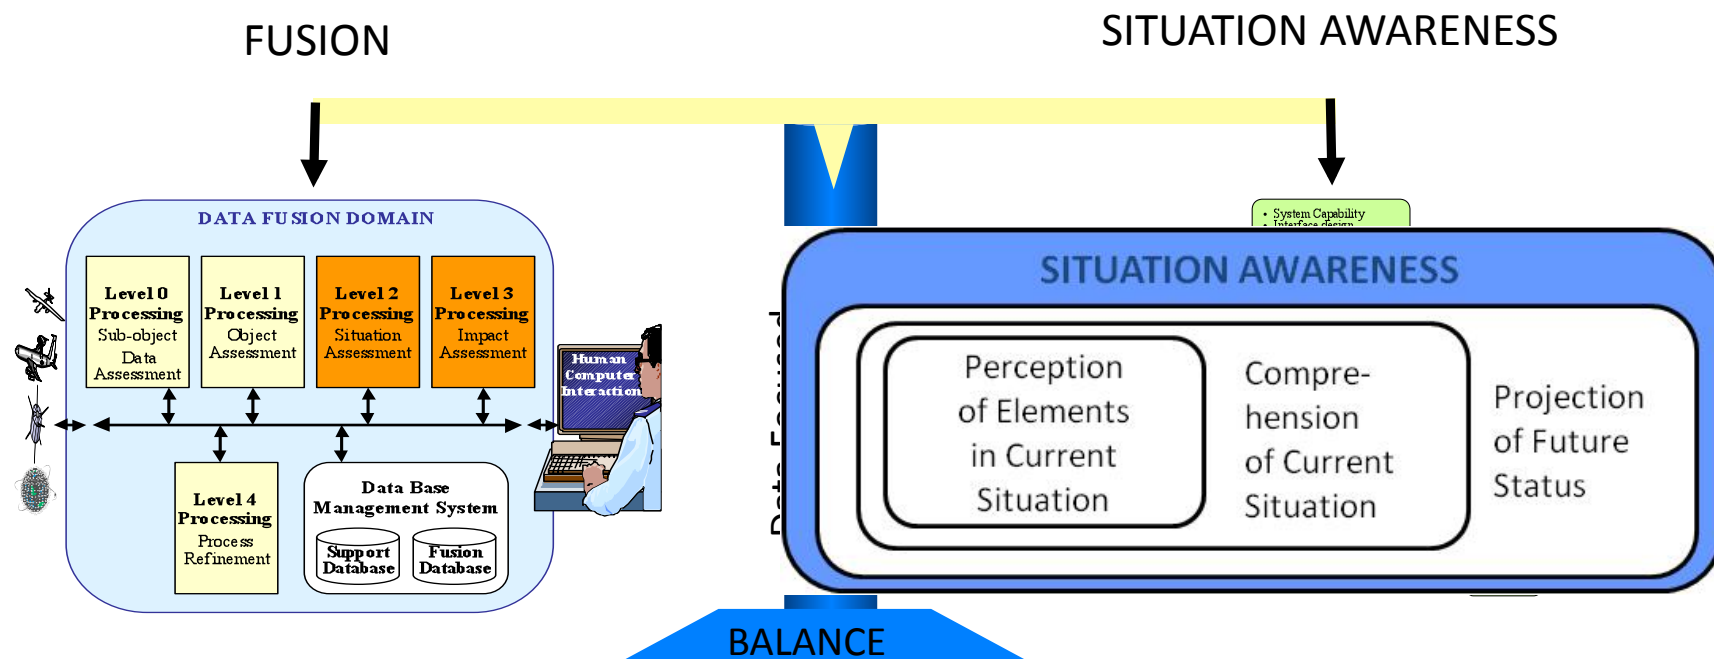 FUSION
SITUATION AWARENESS
DATA FUSION DOMAIN
Level 0
Processing
Sub-object
Data
Assessment
Level 1
Processing
Object
Assessment
Level 2
Processing
Situation
Assessment
Level 3
Processing
Impact
Assessment
Human
Computer
Interaction
Level 4
Processing
Process
Refinement
Data Base
Management System
Support
Database
Fusion
Database
• System Capability
• Interface design
SITUATION AWARENESS
Perception
of Elements
in Current
Situation
Compre-
hension
of Current
Situation
Projection
of Future
Status
BALANCE